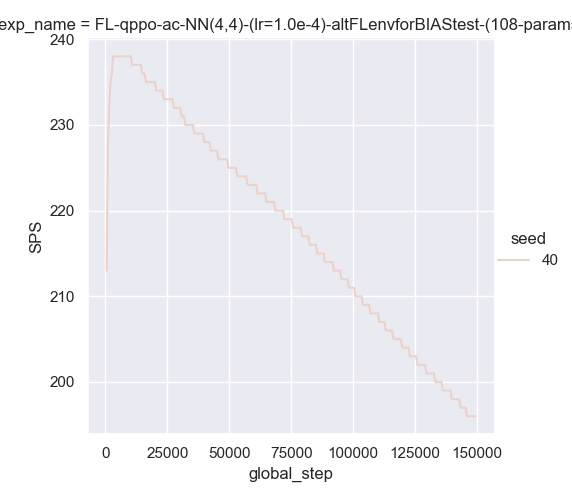 exp_name = FL-qppo-ac-NN(4,4)-(lr=1.0e-4)-altFLenvforBIAStest-(108-params
240
230
220
210
200
SPS
0 25000 50000 75000 100000 125000 150000
global_step
seed
40